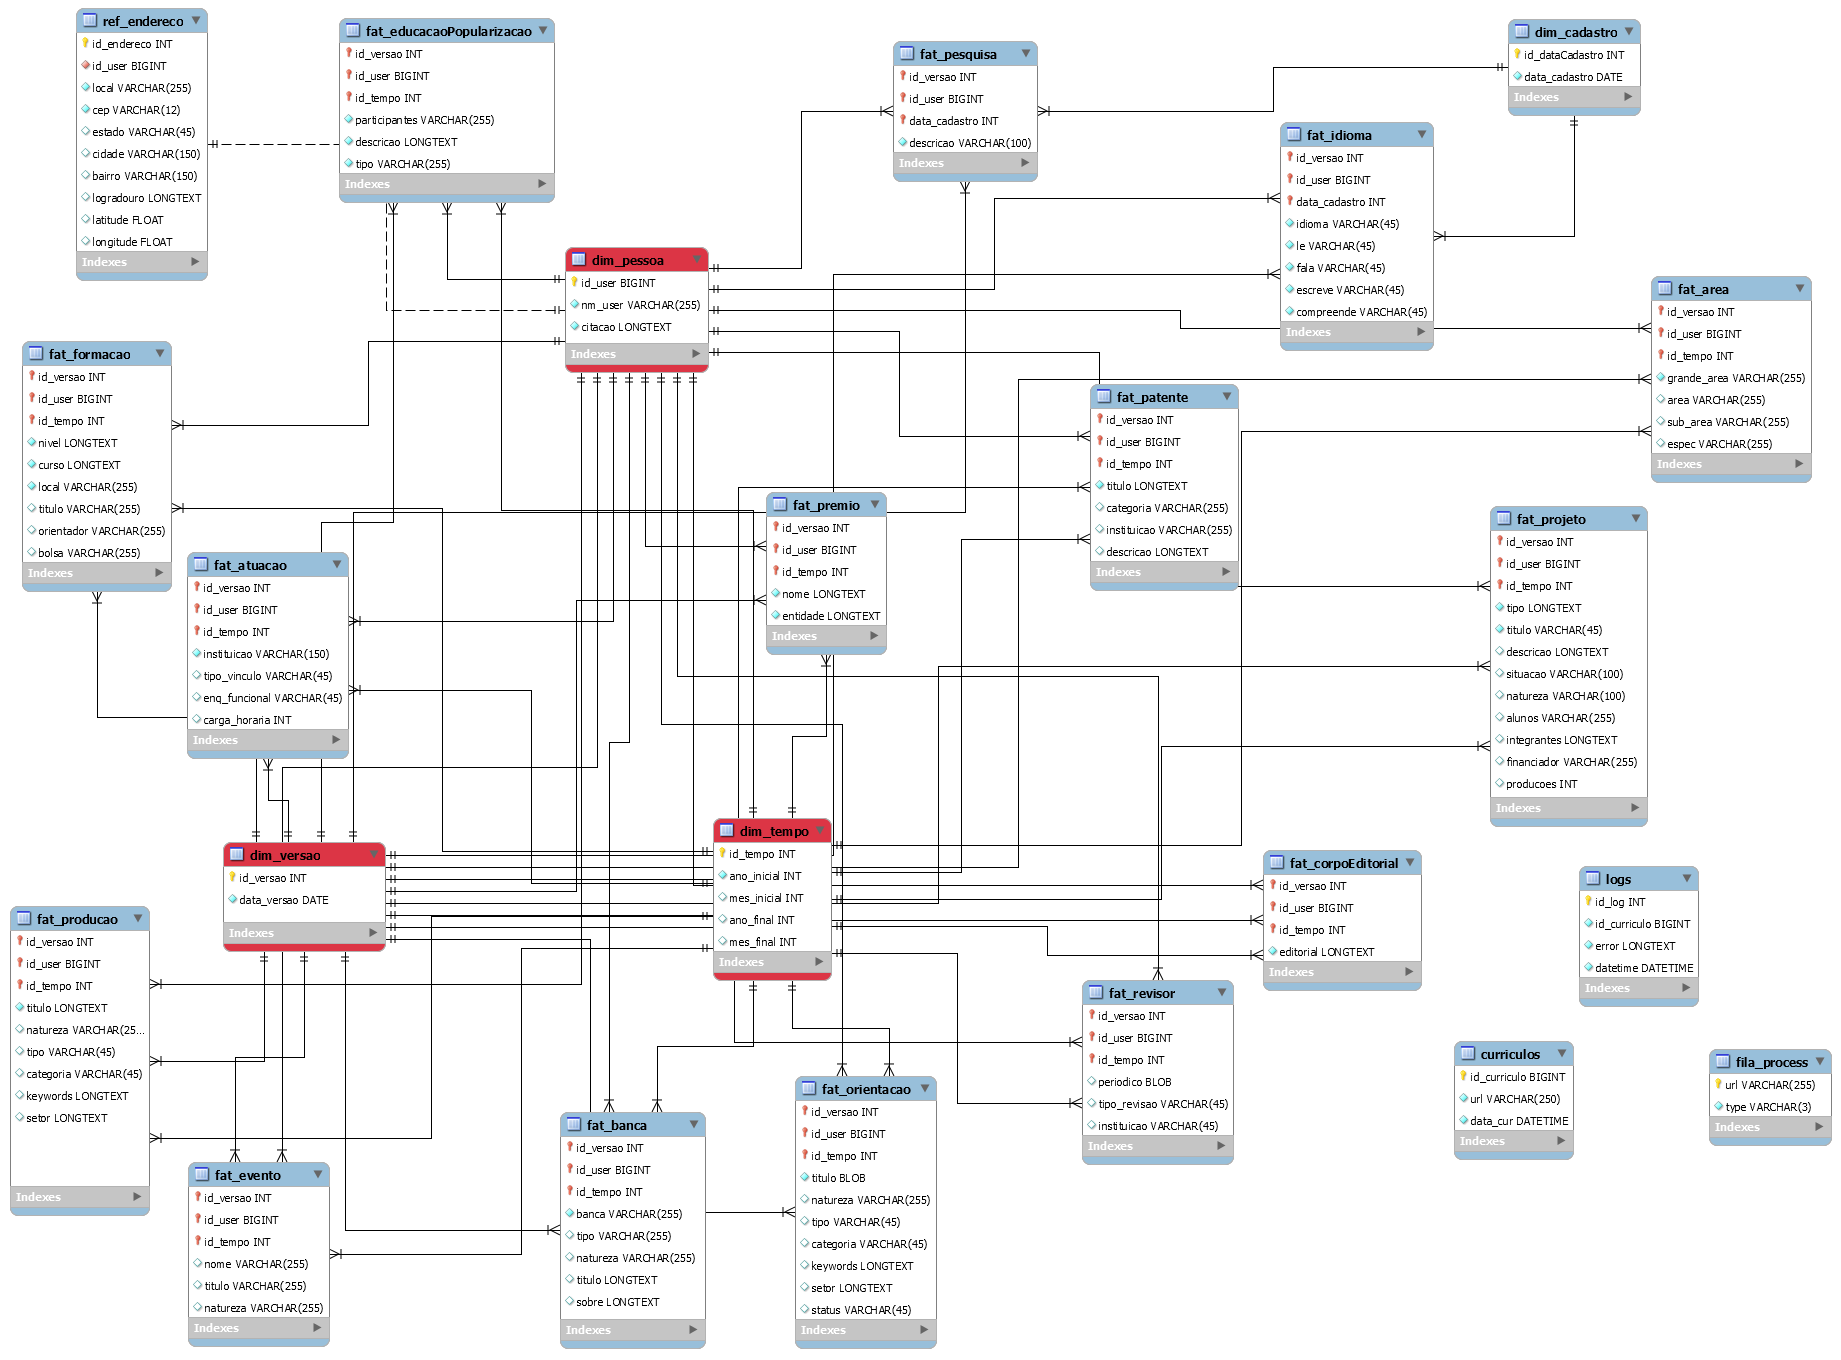 ref_endereco
id_endereco INT
id_user BIGINT
local VARCHAR(255)
cep VARCHAR(12)
estado VARCHAR(45)
cidade VARCHAR(150)
bairro VARCHAR(150)
logradouro LONGTEXT
latitude FLOAT
longitude FLOAT
Indexes
fat_educacaoPopularizacao
id_versao INT
id_user BIGINT
id_tempo INT
participantes VARCHAR(255)
descricao LONGTEXT
tipo VARCHAR(255)
Indexes
fat_pesquisa
id_versao INT
id_user BIGINT
data_cadastro INT
descricao VARCHAR(100)
Indexes
dim_cadastro
id_dataCadastro INT
data_cadastro DATE
Indexes
fat_idioma
id_versao INT
id_user BIGINT
data_cadastro INT
idioma VARCHAR(45)
le VARCHAR(45)
fala VARCHAR(45)
escreve VARCHAR(45)
compreende VARCHAR(45)
Indexes
dim_pessoa
id_user BIGINT
nm_user VARCHAR(255)
citacao LONGTEXT
Indexes
fat_area
id_versao INT
id_user BIGINT
id_tempo INT
grande_area VARCHAR(255)
area VARCHAR(255)
sub_area VARCHAR(255)
espec VARCHAR(255)
Indexes
fat_formacao
id_versao INT
id_user BIGINT
id_tempo INT
nivel LONGTEXT
curso LONGTEXT
local VARCHAR(255)
titulo VARCHAR(255)
orientador VARCHAR(255)
bolsa VARCHAR(255)
Indexes
fat_patente
id_versao INT
id_user BIGINT
id_tempo INT
titulo LONGTEXT
categoria VARCHAR(255)
instituicao VARCHAR(255)
descricao LONGTEXT
Indexes
fat_premio
id_versao INT
id_user BIGINT
id_tempo INT
nome LONGTEXT
entidade LONGTEXT
Indexes
fat_projeto
id_versao INT
id_user BIGINT
id_tempo INT
tipo LONGTEXT
titulo VARCHAR(45)
descricao LONGTEXT
situacao VARCHAR(100)
natureza VARCHAR(100)
alunos VARCHAR(255)
integrantes LONGTEXT
financiador VARCHAR(255)
producoes INT
Indexes
fat_atuacao
id_versao INT
id_user BIGINT
id_tempo INT
instituicao VARCHAR(150)
tipo_vinculo VARCHAR(45)
enq_funcional VARCHAR(45)
carga_horaria INT
Indexes
dim_versao
id_versao INT
data_versao DATE
Indexes
dim_tempo
id_tempo INT
ano_inicial INT
mes_inicial INT
ano_final INT
mes_final INT
Indexes
fat_corpoEditorial
id_versao INT
id_user BIGINT
id_tempo INT
editorial LONGTEXT
Indexes
logs
id_log INT
id_curriculo BIGINT
error LONGTEXT
datetime DATETIME
Indexes
fat_producao
id_versao INT
id_user BIGINT
id_tempo INT
titulo LONGTEXT
natureza VARCHAR(25...
tipo VARCHAR(45)
categoria VARCHAR(45)
keywords LONGTEXT
setor LONGTEXT
Indexes
fat_revisor
id_versao INT
id_user BIGINT
id_tempo INT
periodico BLOB
tipo_revisao VARCHAR(45)
instituicao VARCHAR(45)
Indexes
curriculos
id_curriculo BIGINT
url VARCHAR(250)
data_cur DATETIME
Indexes
fila_process
url VARCHAR(255)
type VARCHAR(3)
Indexes
fat_orientacao
id_versao INT
id_user BIGINT
id_tempo INT
titulo BLOB
natureza VARCHAR(255)
tipo VARCHAR(45)
categoria VARCHAR(45)
keywords LONGTEXT
setor LONGTEXT
status VARCHAR(45)
Indexes
fat_banca
id_versao INT
id_user BIGINT
id_tempo INT
banca VARCHAR(255)
tipo VARCHAR(255)
natureza VARCHAR(255)
titulo LONGTEXT
sobre LONGTEXT
Indexes
fat_evento
id_versao INT
id_user BIGINT
id_tempo INT
nome VARCHAR(255)
titulo VARCHAR(255)
natureza VARCHAR(255)
Indexes